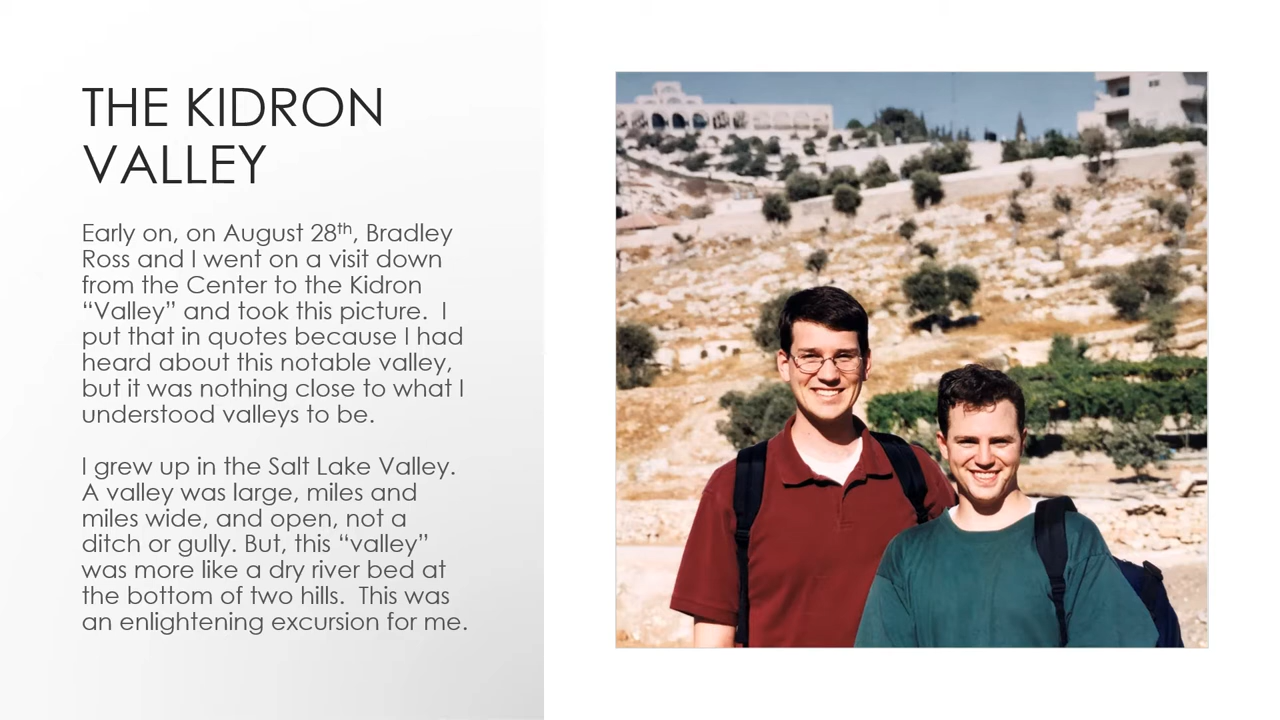 THE KIDRON
VALLEY
Early on, on August 28th, Bradley
Ross and I went on a visit down
from the Center to the Kidron
“Valley” and took this picture.  I
put that in quotes because I had
heard about this notable valley,
but it was nothing close to what I
understood valleys to be.
I grew up in the Salt Lake Valley.
A valley was large, miles and
miles wide, and open, not a
ditch or gully. But, this “valley”
was more like a dry river bed at
the bottom of two hills.  This was
an enlightening excursion for me.